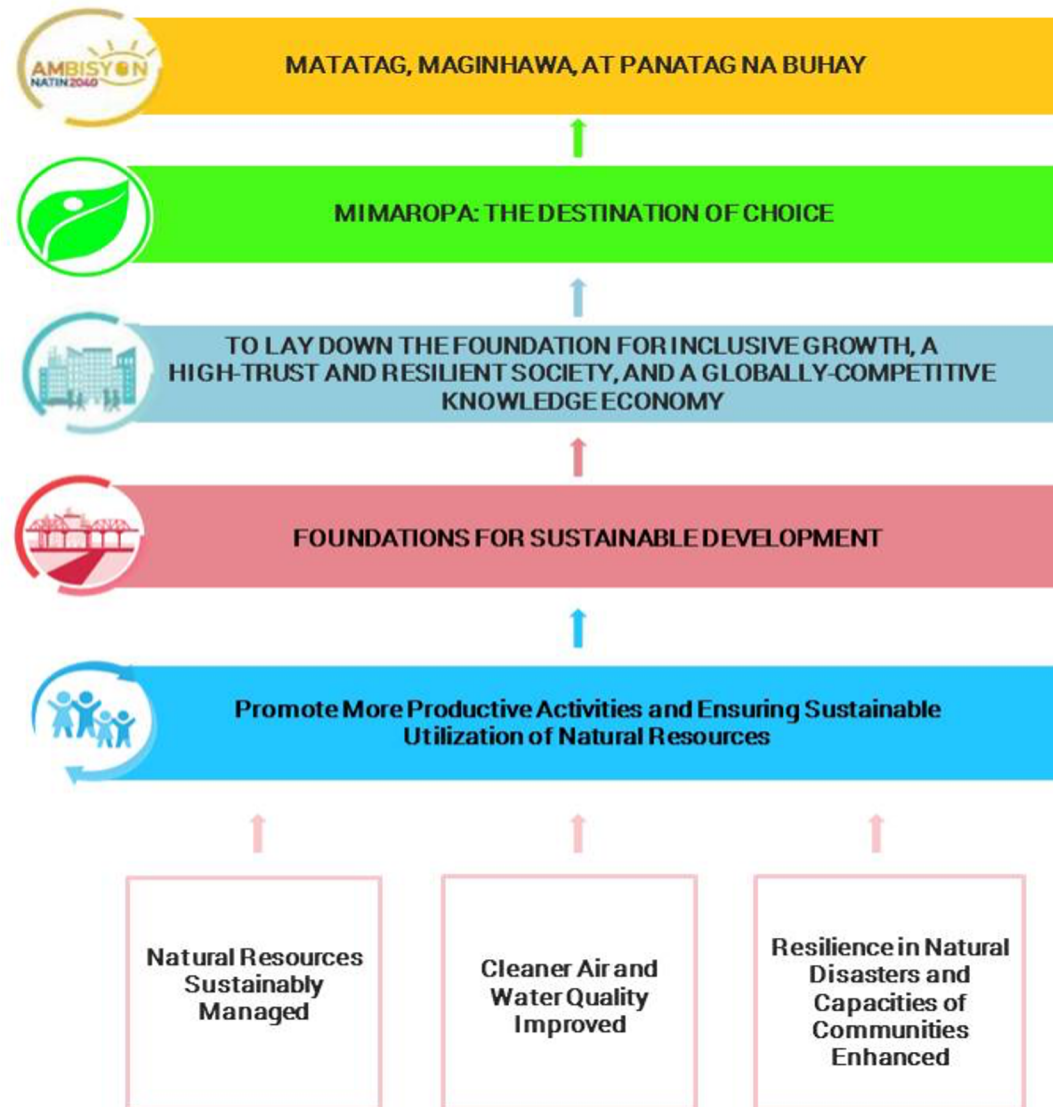 AMBISYON
NATIN 2040
MATATAG, MAGINHAWA, AT PANATAG NA BUHAY
MIMAROPA: THE DESTINATION OF CHOICE
TO LAY DOWN THE FOUNDATION FOR INCLUSIVE GROWTH, A
HIGH-TRUST AND RESILIENT SOCIETY, AND A GLOBALLY-COMPETITIVE
KNOWLEDGE ECONOMY
FOUNDATIONS FOR SUSTAINABLE DEVELOPMENT
Promote More Productive Activities and Ensuring Sustainable
Utilization of Natural Resources
Natural Resources
Sustainably
Managed
Cleaner Air and
Water Quality
Improved
Resilience in Natural
Disasters and
Capacities of
Communities
Enhanced